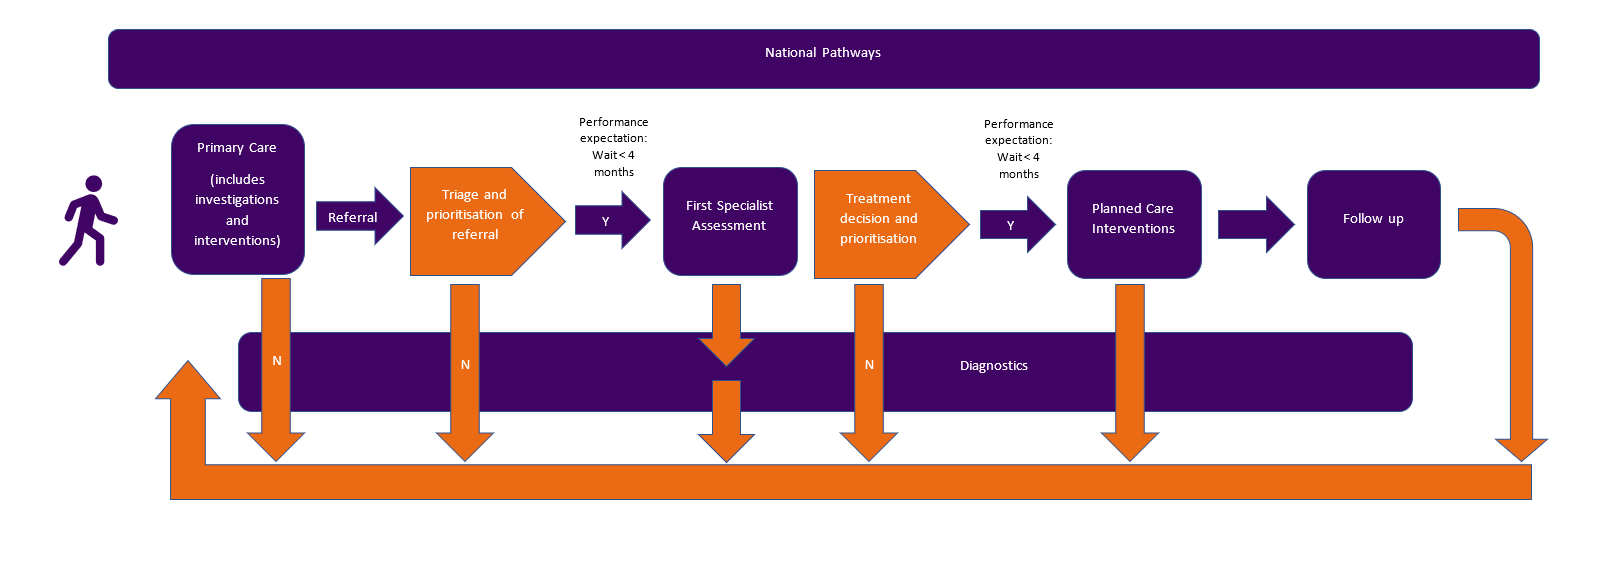 National Pathways
Primary Care
(includes
investigations
and
interventions)
Referral
Triage and
prioritisation of
referral
Performance
expectation:
Wait < 4
months
Y
First Specialist
Assessment
Treatment
decision and
prioritisation
Performance
expectation:
Wait < 4
months
Y
Planned Care
Interventions
Follow up
N
N
N
Diagnostics